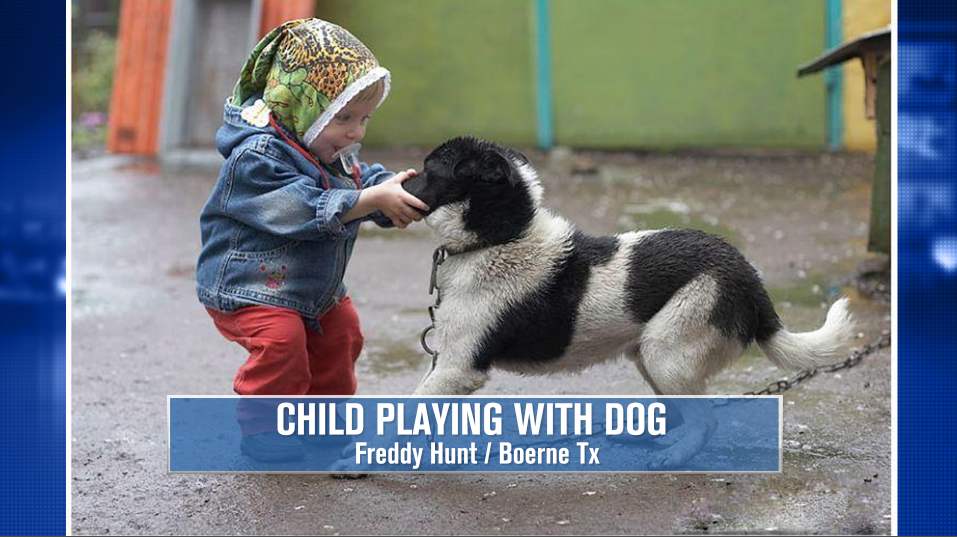 CHILD PLAYING WITH DOG
Freddy Hunt / Boerne Tx